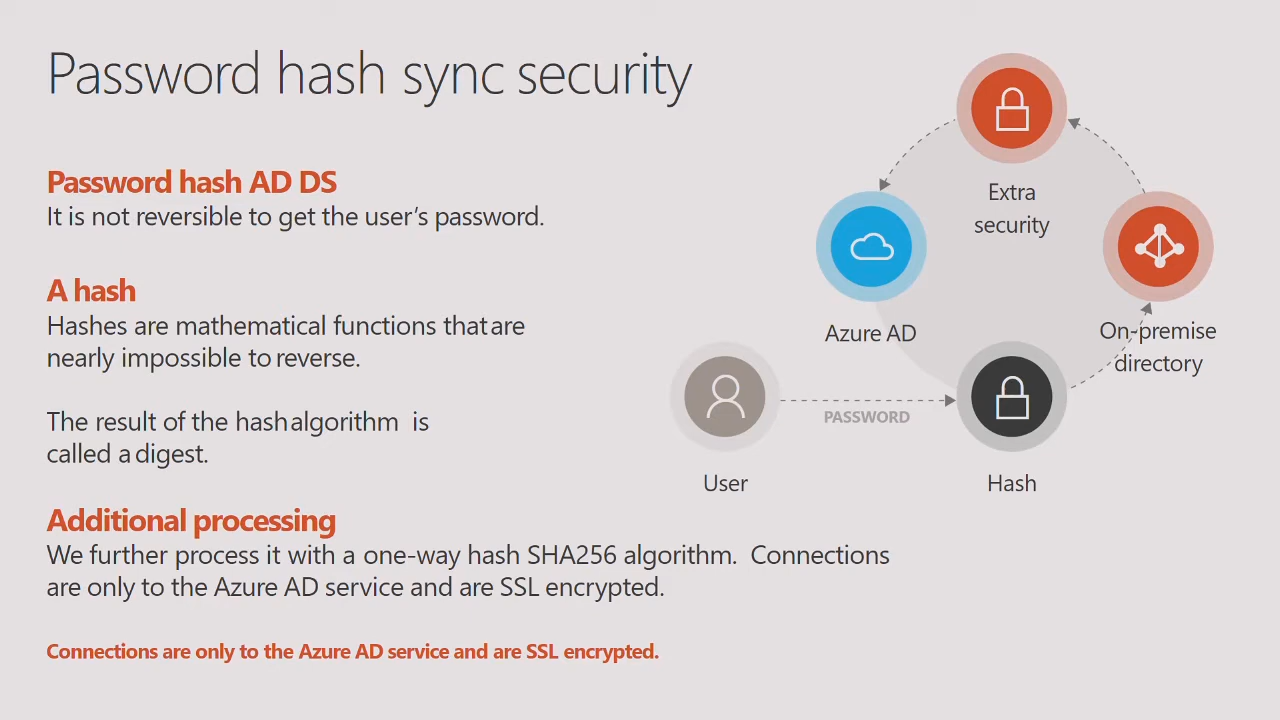 Password hash sync security
Password hash AD DS
It is not reversible to get the user's password.
A hash
Hashes are mathematical functions that are
nearly impossible to reverse.
The result of the hash algorithm is
called a digest.
Additional processing
We further process it with a one-way hash SHA256 algorithm. Connections
are only to the Azure AD service and are SSL encrypted.
Connections are only to the Azure AD service and are SSL encrypted.
Extra
security
Azure AD
On-premise
directory
PASSWORD
User
Hash